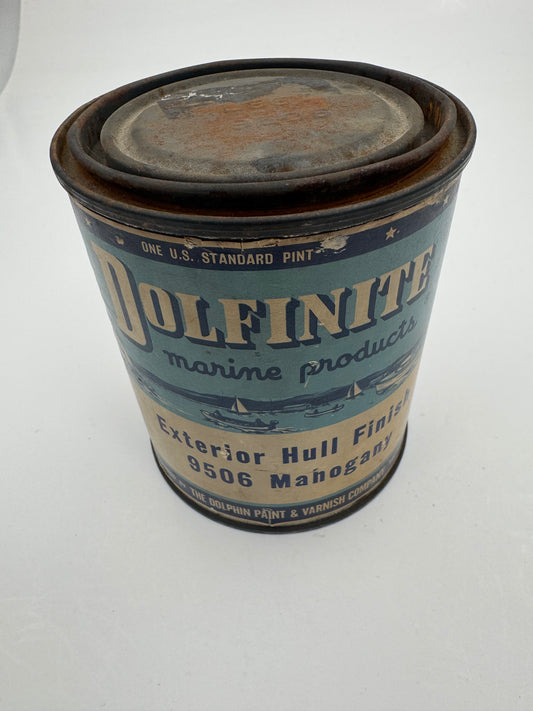 ONE U.S. STANDARD PINT
DOLFINITE
marine products
Exterior Hull Finish
9506 Mahogany
THE DOLPHIN PAINT & VARNISH COMPANY